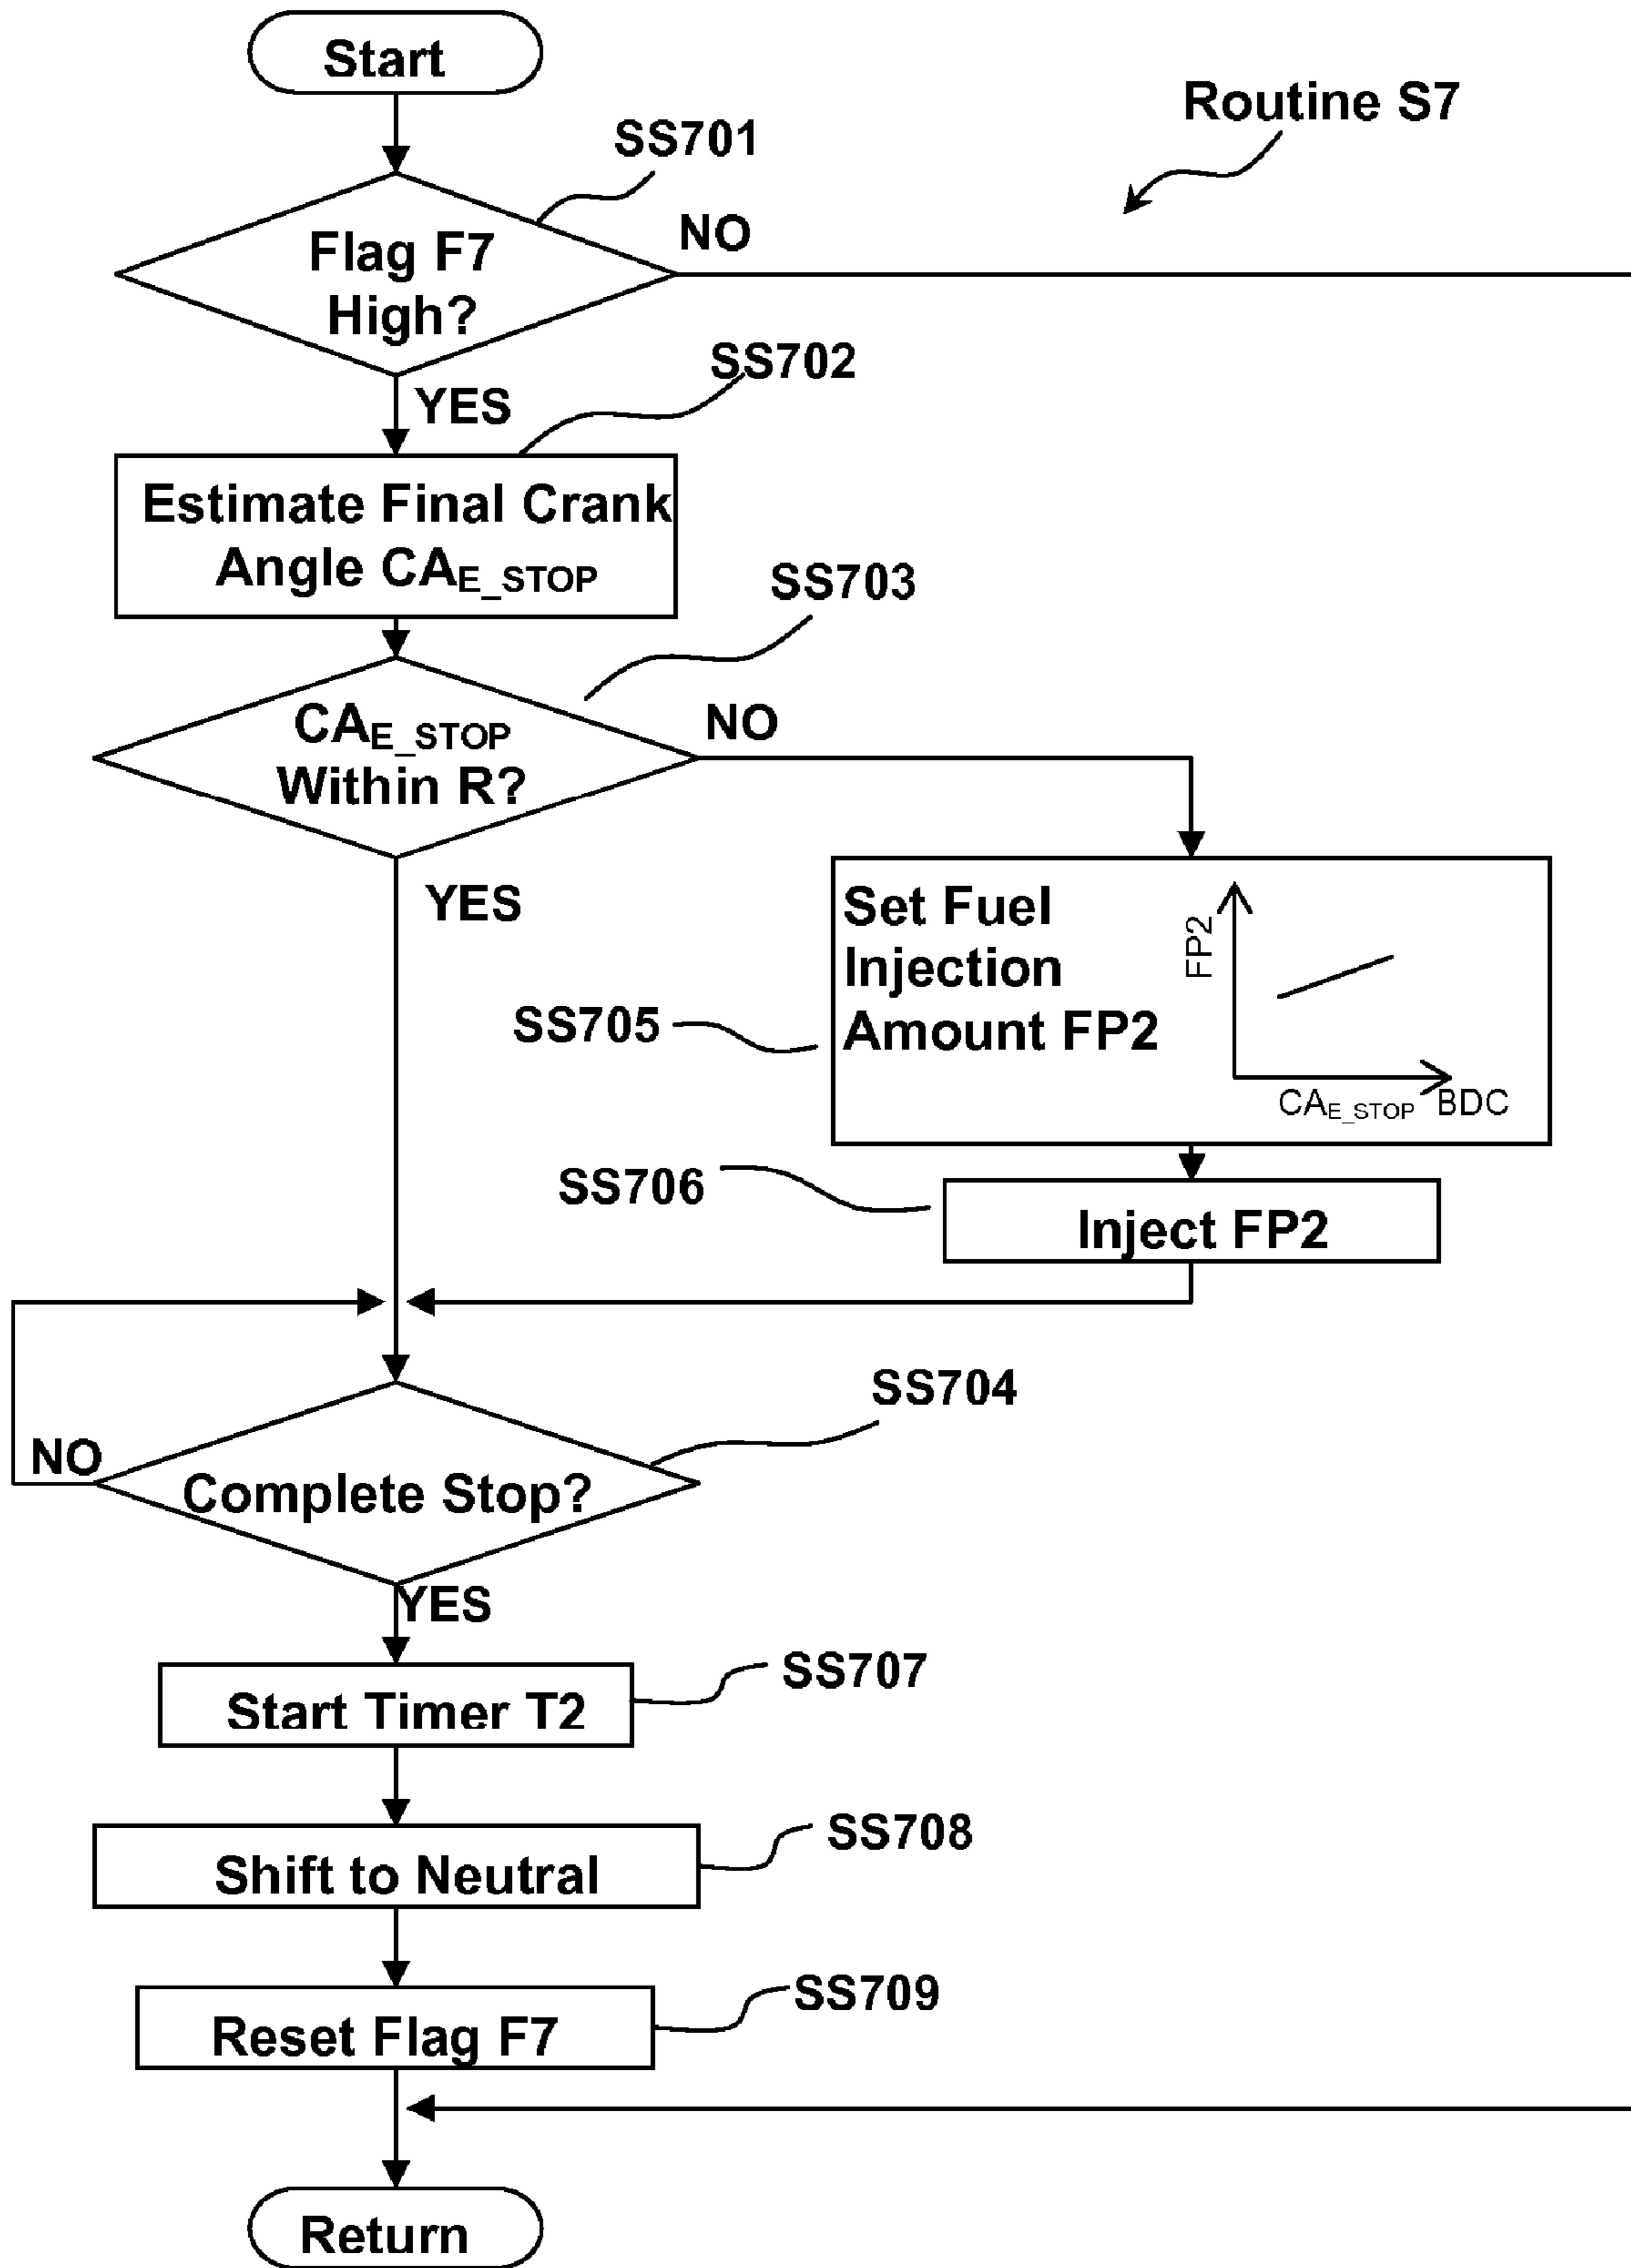 Start
Routine S7
SS701
Flag F7
High?
NO
YES
SS702
Estimate Final Crank
Angle CAE_STOP
SS703
CAE_STOP
Within R?
NO
YES
Set Fuel
Injection
Amount FP2
FP2
CAE_STOP BDC
SS705
SS706
Inject FP2
SS704
NO
Complete Stop?
YES
SS707
Start Timer T2
SS708
Shift to Neutral
SS709
Reset Flag F7
Return